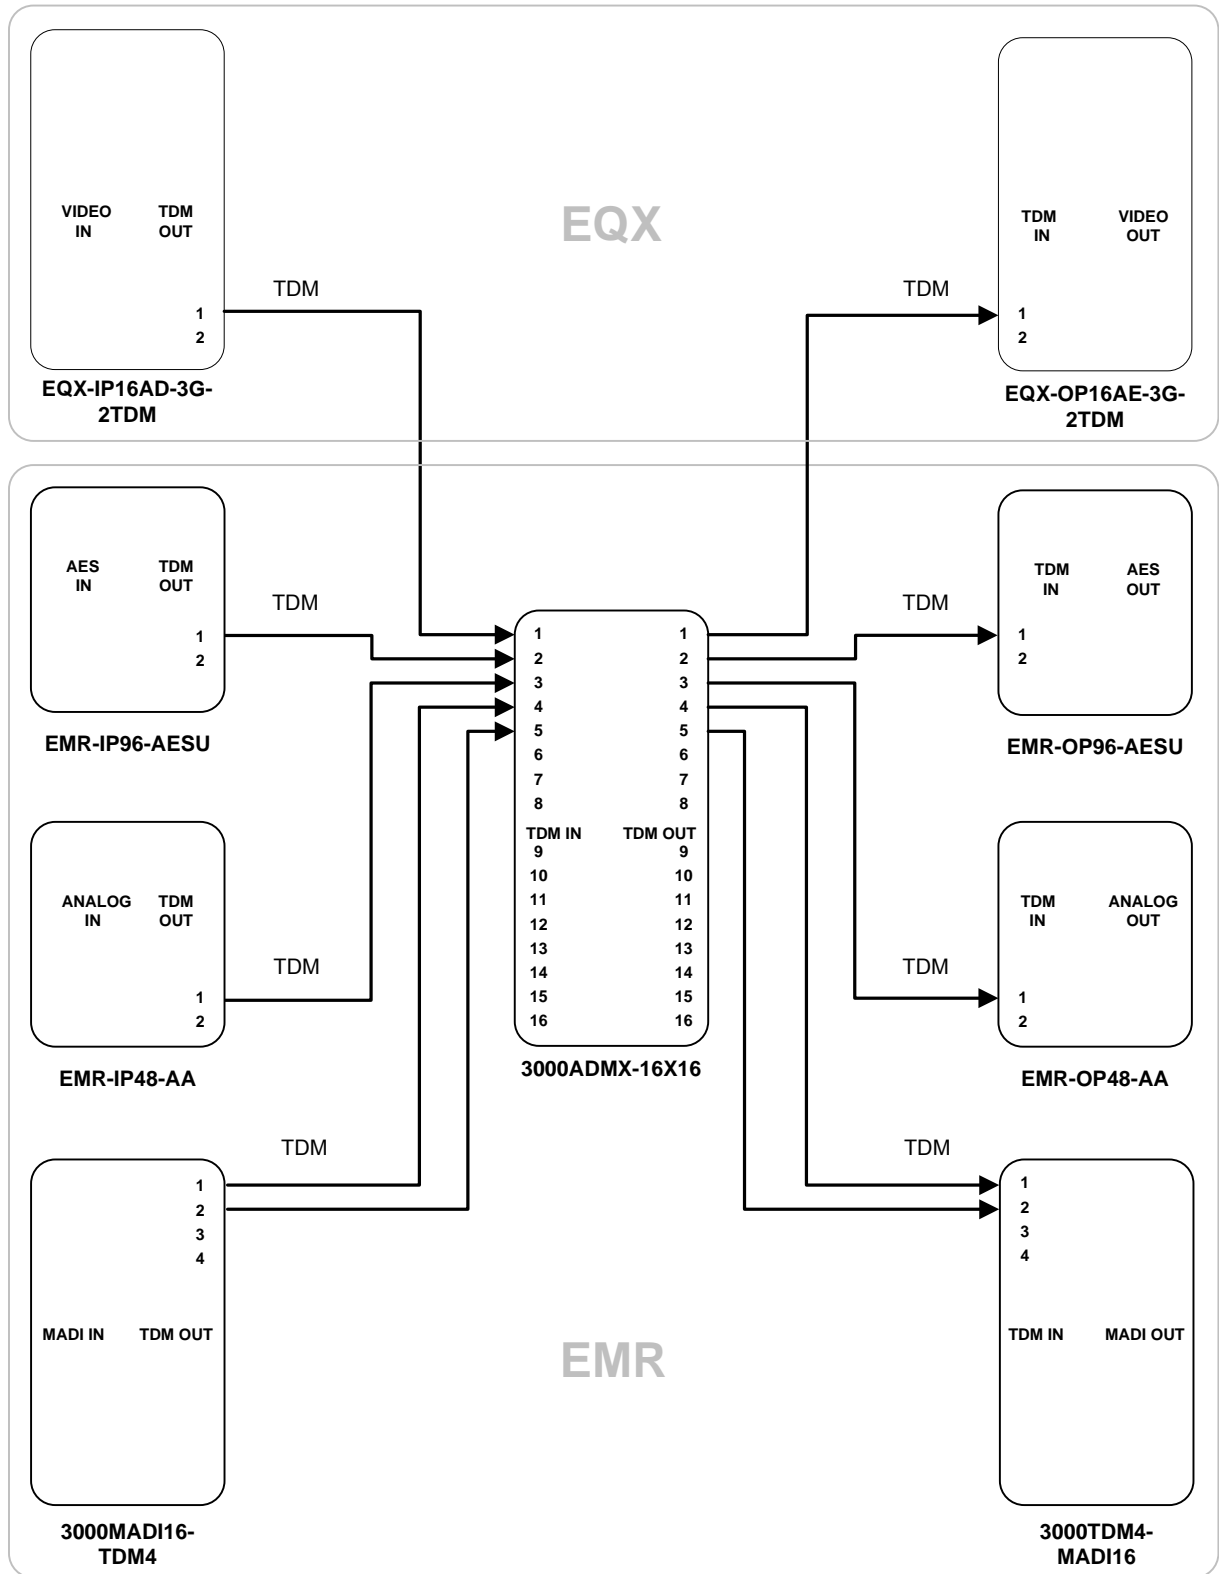 VIDEO IN
TDM OUT
1
2
EQX-IP16AD-3G-
2TDM
TDM
EQX
TDM
TDM IN
VIDEO OUT
1
2
EQX-OP16AE-3G-
2TDM
AES IN
TDM OUT
1
2
EMR-IP96-AESU
TDM
TDM
TDM IN
AES OUT
1
2
EMR-OP96-AESU
ANALOG IN
TDM OUT
1
2
EMR-IP48-AA
TDM
1
2
3
4
5
6
7
8
TDM IN
9
10
11
12
13
14
15
16
1
2
3
4
5
6
7
8
TDM OUT
9
10
11
12
13
14
15
16
3000ADMX-16X16
TDM
TDM IN
ANALOG OUT
1
2
EMR-OP48-AA
TDM
1
2
3
4
MADI IN
TDM OUT
3000MADI16-
TDM4
EMR
TDM
1
2
3
4
TDM IN
MADI OUT
3000TDM4-
MADI16